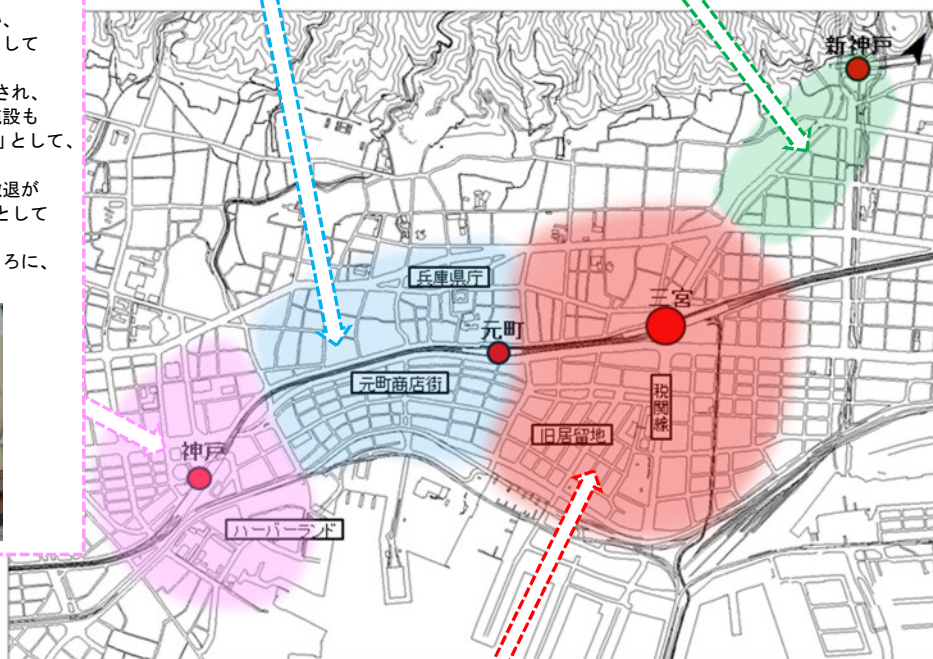 、
して
され、
設も
」として、
退が
として
ろに、
新神戸
兵庫県庁
三宮
元町
元町商店街
税関線
旧居留地
神戸
ハーバーランド